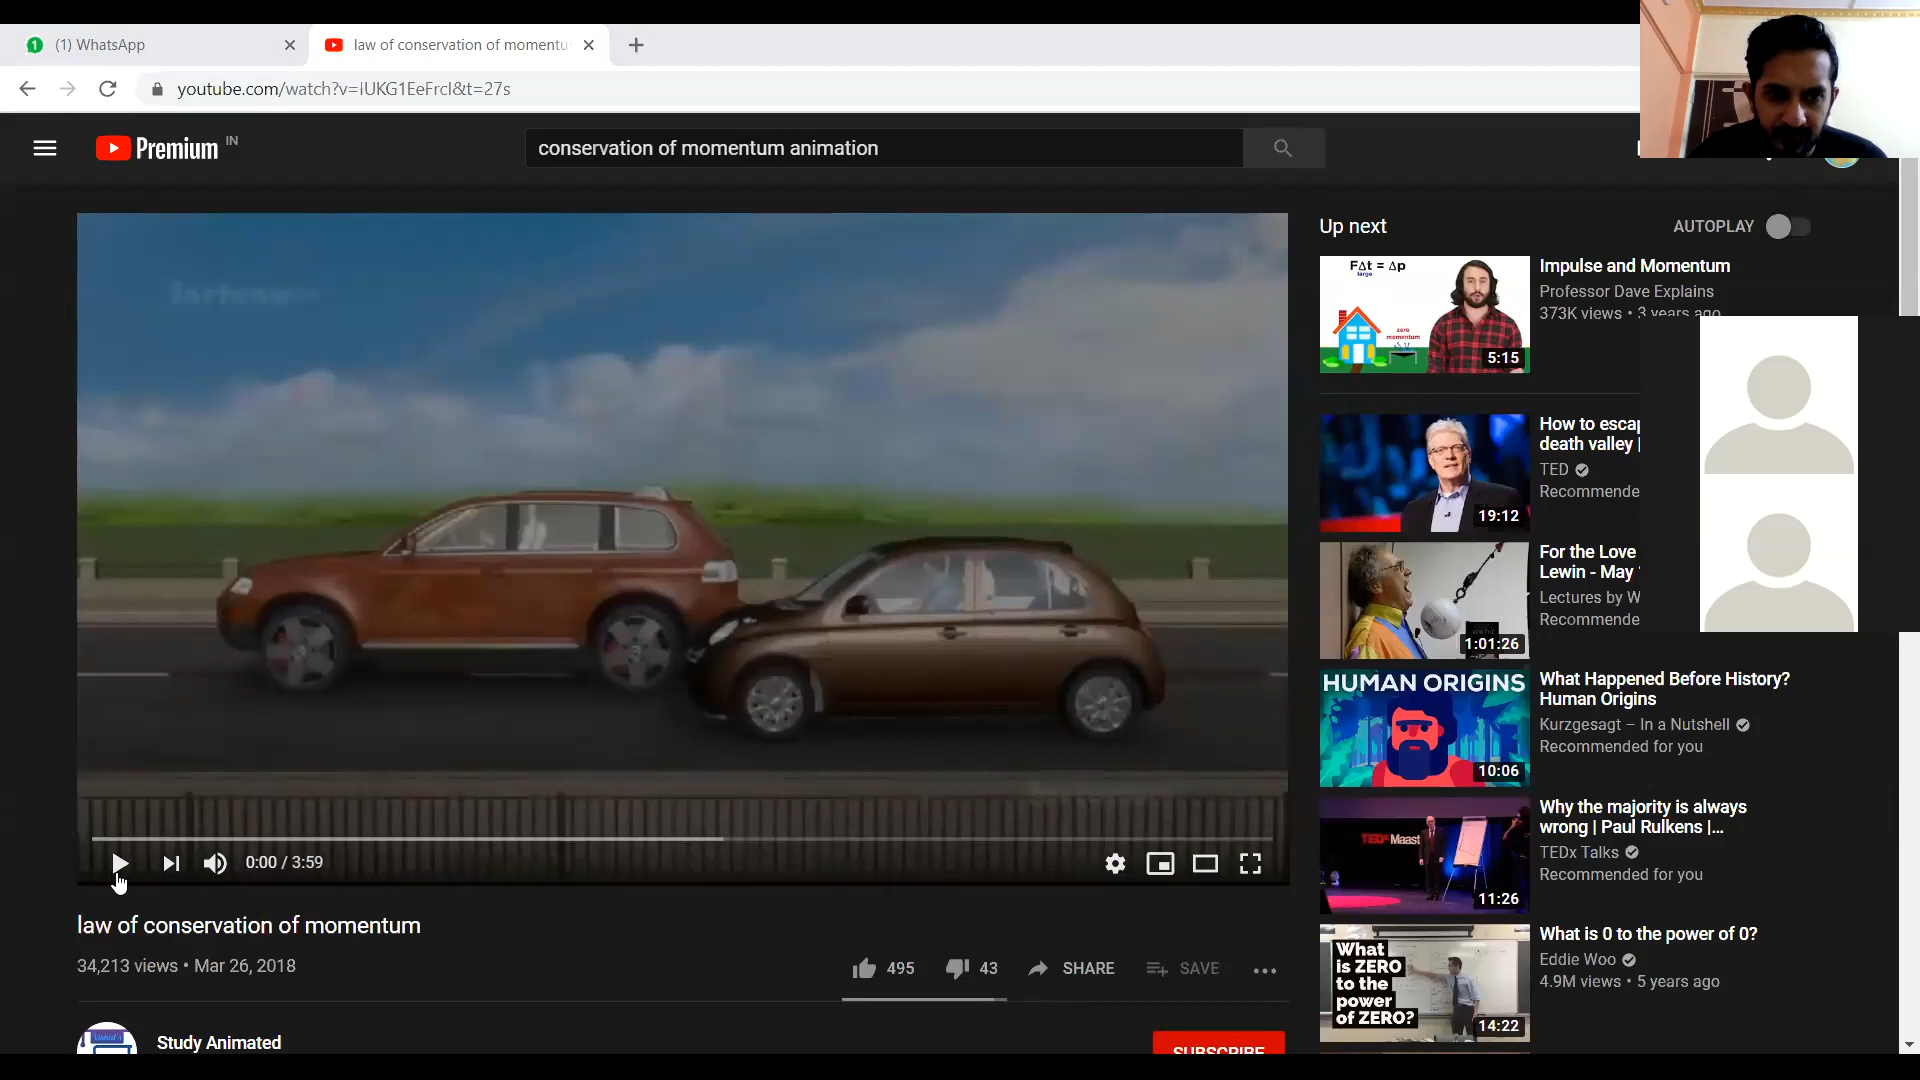 (1) WhatsApp
law of conservation of momentu
youtube.com/watch?v=IUKG1EeFrcI&t=27s
Premium IN
conservation of momentum animation
Up next
AUTOPLAY
FΔt = Δp
large
zero
momentum
5:15
Impulse and Momentum
Professor Dave Explains
373K views • 3 years ago
19:12
How to escap
death valley |
TED
Recommende
1:01:26
For the Love
Lewin - May
Lectures by W
Recommende
HUMAN ORIGINS
10:06
What Happened Before History?
Human Origins
Kurzgesagt – In a Nutshell
Recommended for you
TEDxMaast
11:26
Why the majority is always
wrong | Paul Rulkens |...
TEDx Talks
Recommended for you
What
is ZERO
to the
power
of ZERO?
14:22
What is 0 to the power of 0?
Eddie Woo
4.9M views • 5 years ago
0:00 / 3:59
law of conservation of momentum
34,213 views • Mar 26, 2018
495
43
SHARE
SAVE
Study Animated
SUBSCRIBE